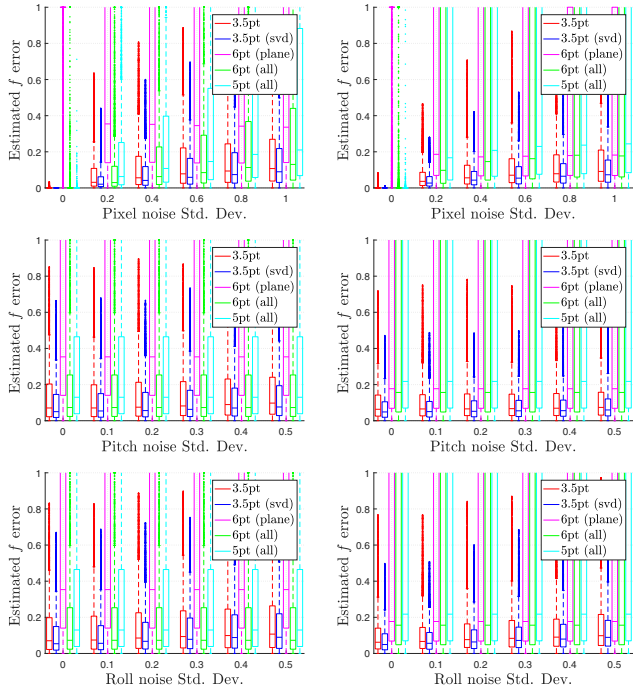 1
0.8
0.6
0.4
0.2
0
Estimated f error
0 0.2 0.4 0.6 0.8 1
Pixel noise Std. Dev.
3.5pt
3.5pt (svd)
6pt (plane)
6pt (all)
5pt (all)
1
0.8
0.6
0.4
0.2
0
Estimated f error
0 0.2 0.4 0.6 0.8 1
Pixel noise Std. Dev.
3.5pt
3.5pt (svd)
6pt (plane)
6pt (all)
5pt (all)
1
0.8
0.6
0.4
0.2
0
Estimated f error
0 0.1 0.2 0.3 0.4 0.5
Pitch noise Std. Dev.
3.5pt
3.5pt (svd)
6pt (plane)
6pt (all)
5pt (all)
1
0.8
0.6
0.4
0.2
0
Estimated f error
0 0.1 0.2 0.3 0.4 0.5
Pitch noise Std. Dev.
3.5pt
3.5pt (svd)
6pt (plane)
6pt (all)
5pt (all)
1
0.8
0.6
0.4
0.2
0
Estimated f error
0 0.1 0.2 0.3 0.4 0.5
Roll noise Std. Dev.
3.5pt
3.5pt (svd)
6pt (plane)
6pt (all)
5pt (all)
1
0.8
0.6
0.4
0.2
0
Estimated f error
0 0.1 0.2 0.3 0.4 0.5
Roll noise Std. Dev.
3.5pt
3.5pt (svd)
6pt (plane)
6pt (all)
5pt (all)